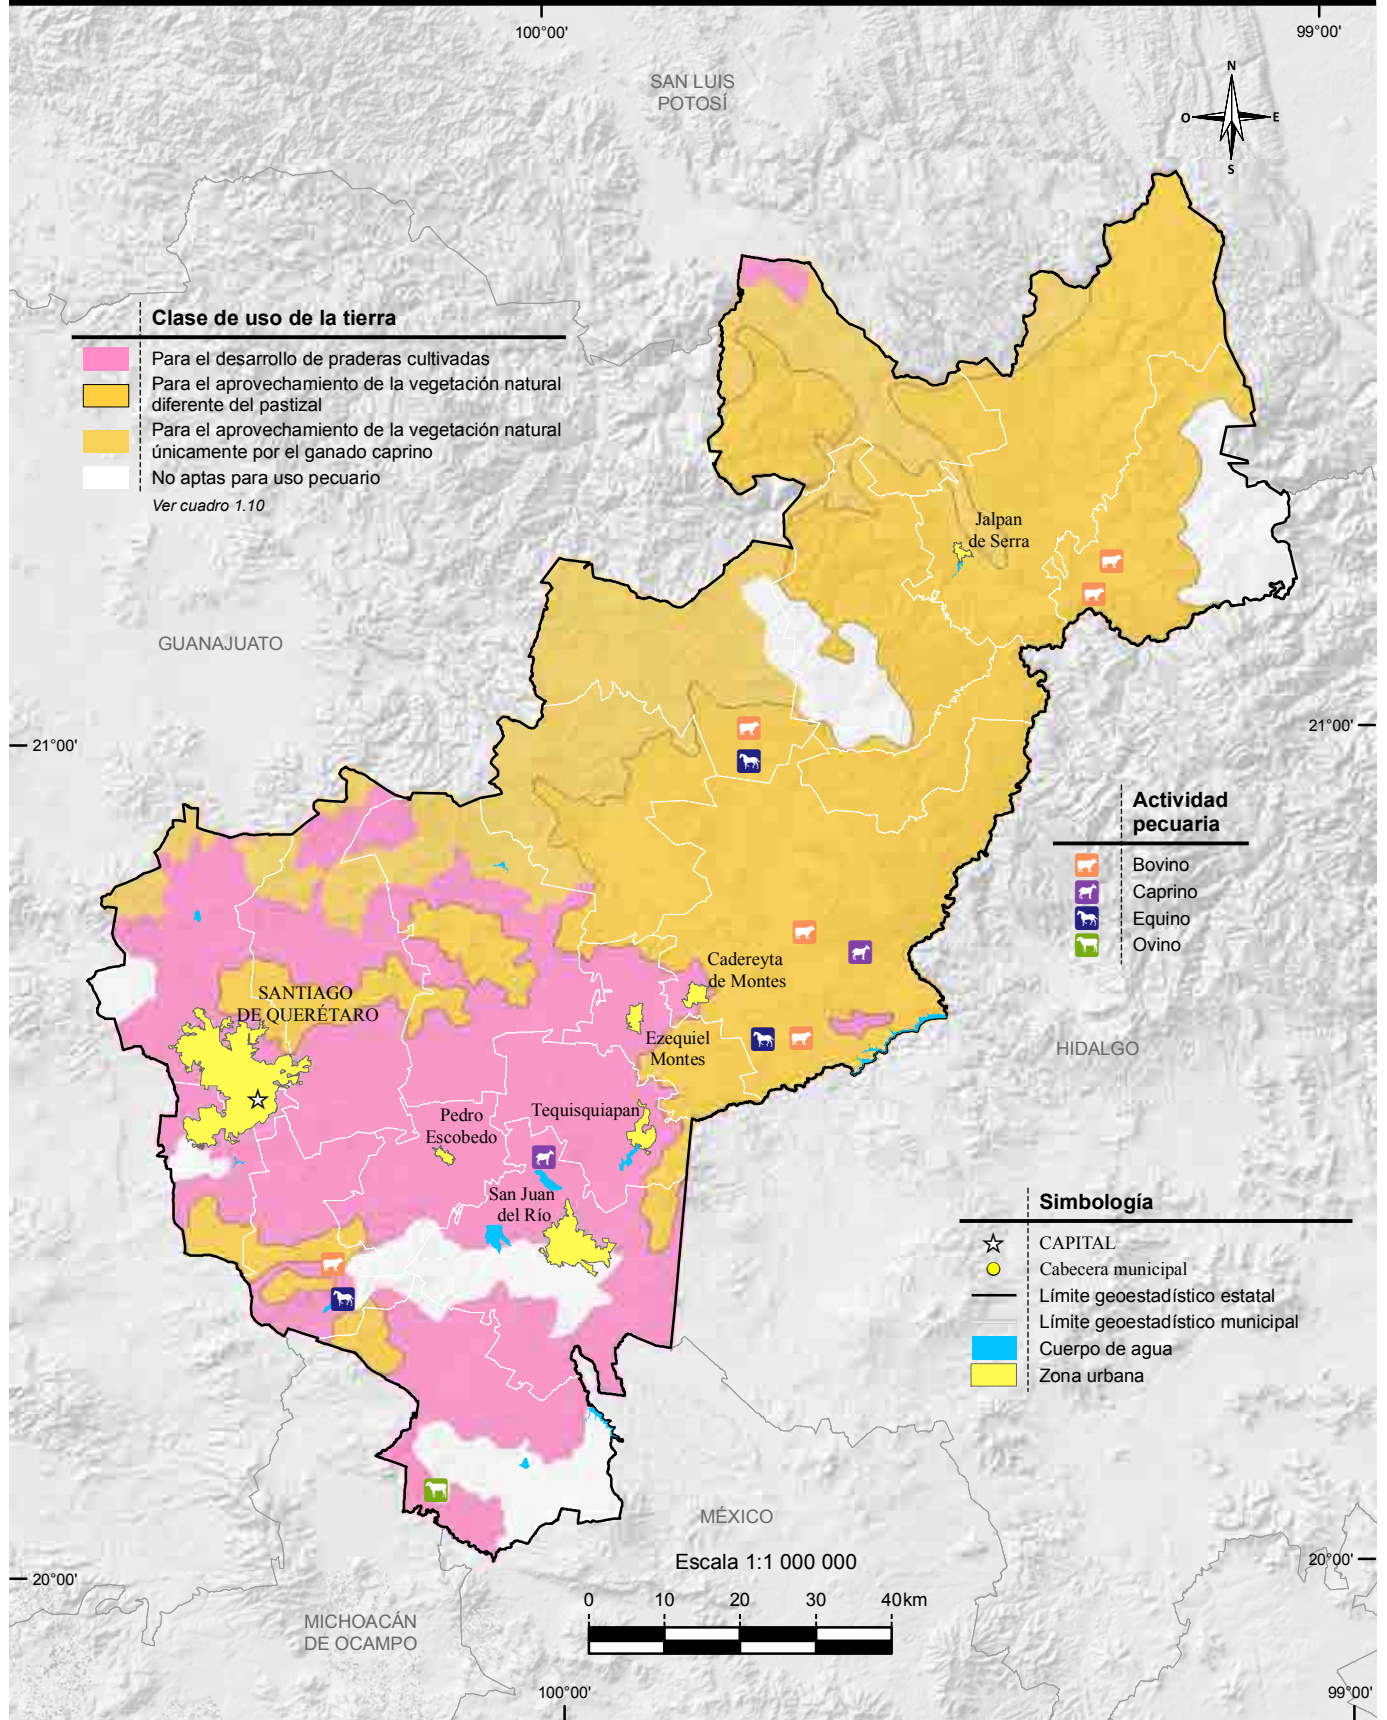 100°00'
99°00'
SAN LUIS
POTOSÍ
N
O
E
S
Clase de uso de la tierra
Para el desarrollo de praderas cultivadas
Para el aprovechamiento de la vegetación natural
diferente del pastizal
Para el aprovechamiento de la vegetación natural
únicamente por el ganado caprino
No aptas para uso pecuario
Ver cuadro 1.10
Jalpan
de Serra
GUANAJUATO
21°00'
21°00'
Actividad
pecuaria
Bovino
Caprino
Equino
Ovino
Cadereyta
de Montes
SANTIAGO
DE QUERÉTARO
Ezequiel
Montes
HIDALGO
Pedro
Escobedo
Tequisquiapan
San Juan
del Río
Simbología
CAPITAL
Cabecera municipal
Límite geoestadístico estatal
Límite geoestadístico municipal
Cuerpo de agua
Zona urbana
MÉXICO
Escala 1:1 000 000
0 10 20 30 40km
20°00'
20°00'
MICHOACÁN
DE OCAMPO
100°00'
99°00'